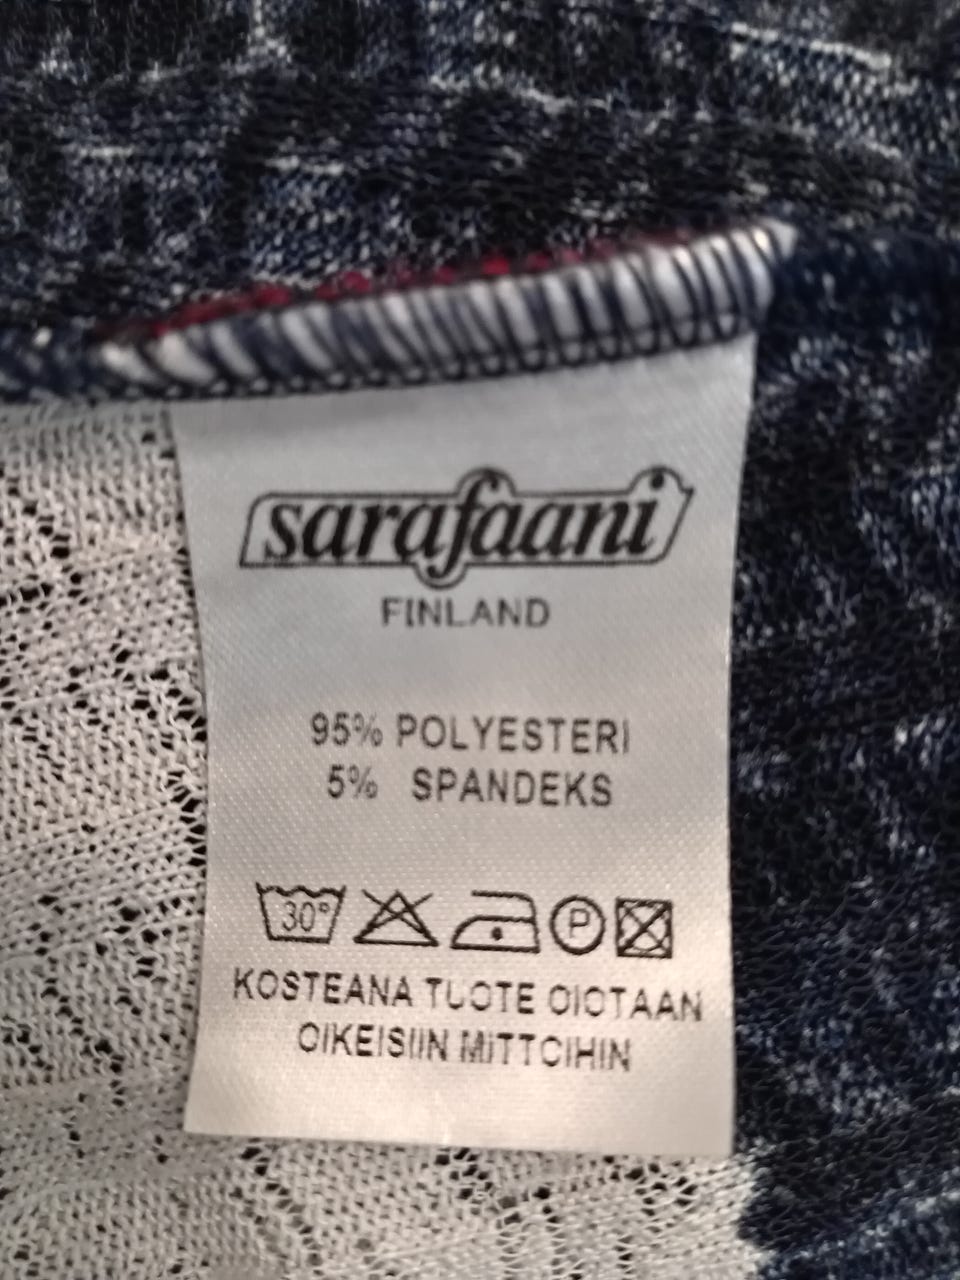 sarafaani
FINLAND
95% POLYESTERI
5% SPANDEKS
30°
P
KOSTEANA TUOTE OIOTAAN
OIKEISIIN MITTOIHIN